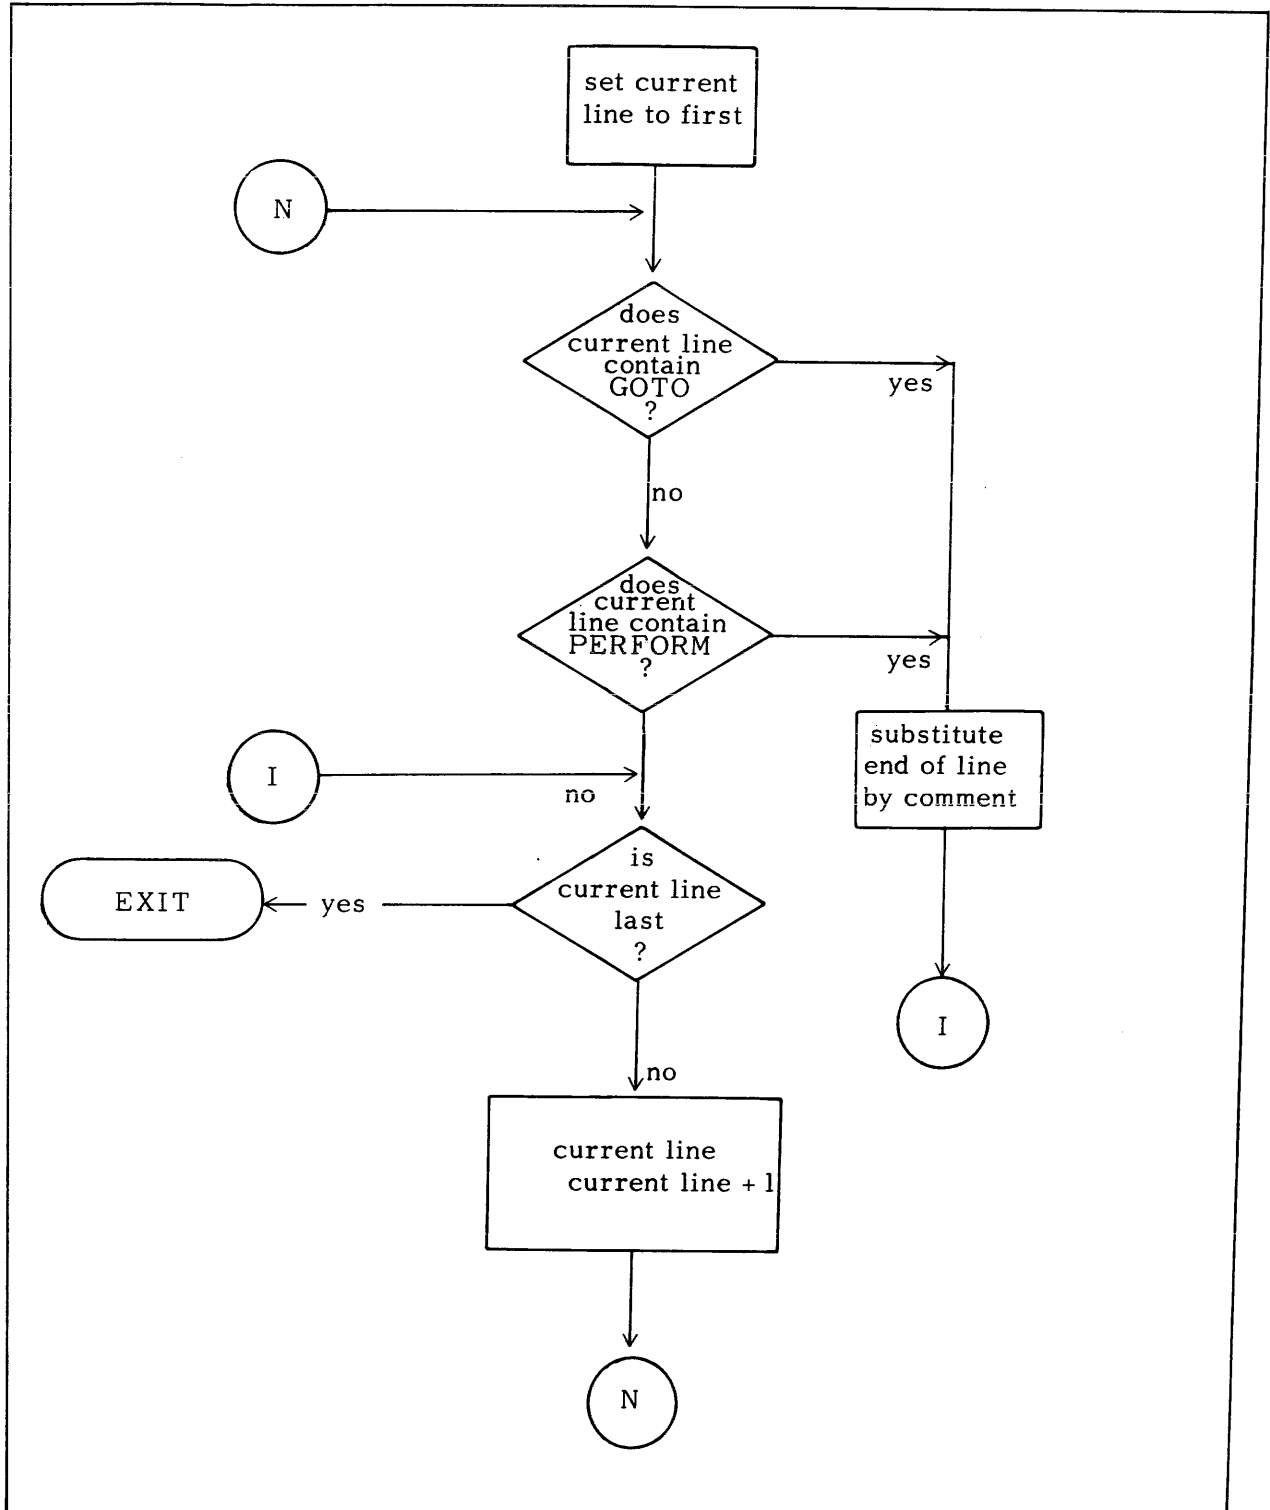 set current
line to first
N
does
current line
contain
GOTO
?
yes
no
does
current
line contain
PERFORM
?
yes
substitute
end of line
by comment
I
no
is
current line
last
?
yes
EXIT
I
no
current line
current line + 1
N